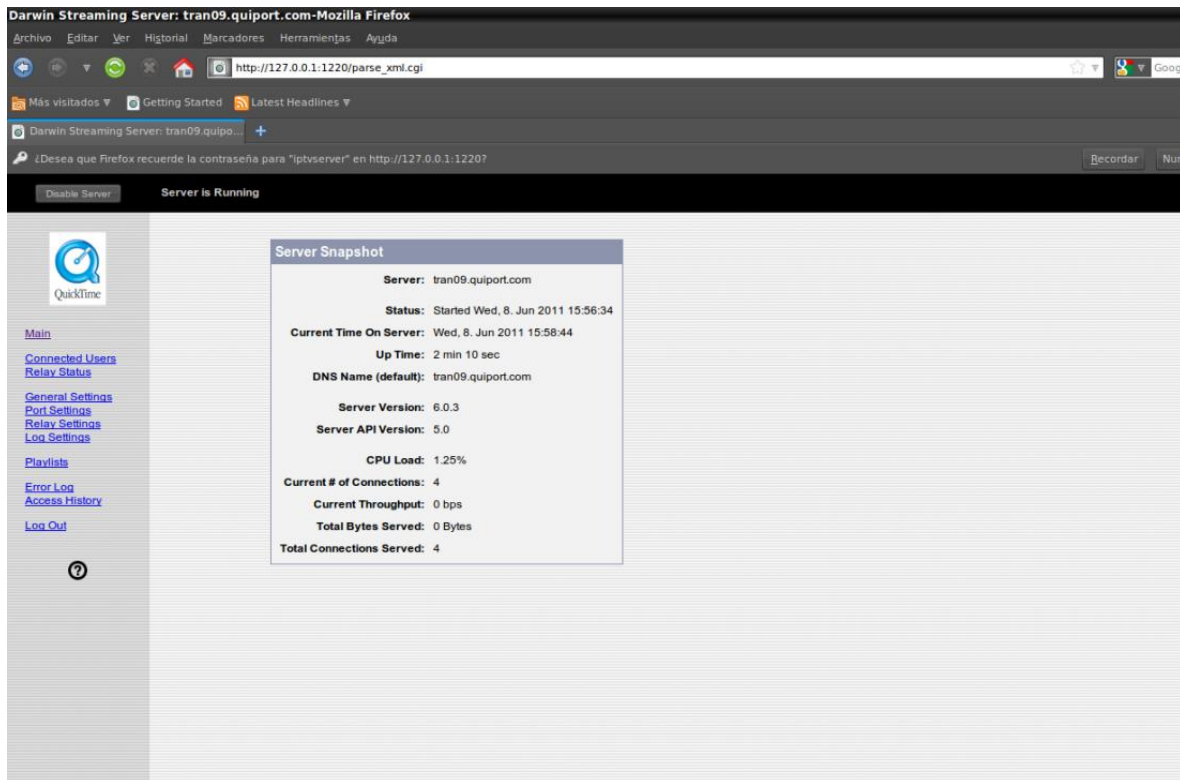 Darwin Streaming Server: tran09.quiport.com-Mozilla Firefox
Archivo Editar Ver Historial Marcadores Herramientas Ayuda
http://127.0.0.1:1220/parse_xml.cgi
Goog
Más visitados Getting Started Latest Headlines
Darwin Streaming Server: tran09.quipo...
¿Desea que Firefox recuerde la contraseña para "iptvserver" en http://127.0.0.1:1220? Recordar Nun
Disable Server Server is Running
QuickTime
Main
Connected Users
Relay Status
General Settings
Port Settings
Relay Settings
Log Settings
Playlists
Error Log
Access History
Log Out
Server Snapshot
Server: tran09.quiport.com
Status: Started Wed, 8. Jun 2011 15:56:34
Current Time On Server: Wed, 8. Jun 2011 15:58:44
Up Time: 2 min 10 sec
DNS Name (default): tran09.quiport.com
Server Version: 6.0.3
Server API Version: 5.0
CPU Load: 1.25%
Current # of Connections: 4
Current Throughput: 0 bps
Total Bytes Served: 0 Bytes
Total Connections Served: 4